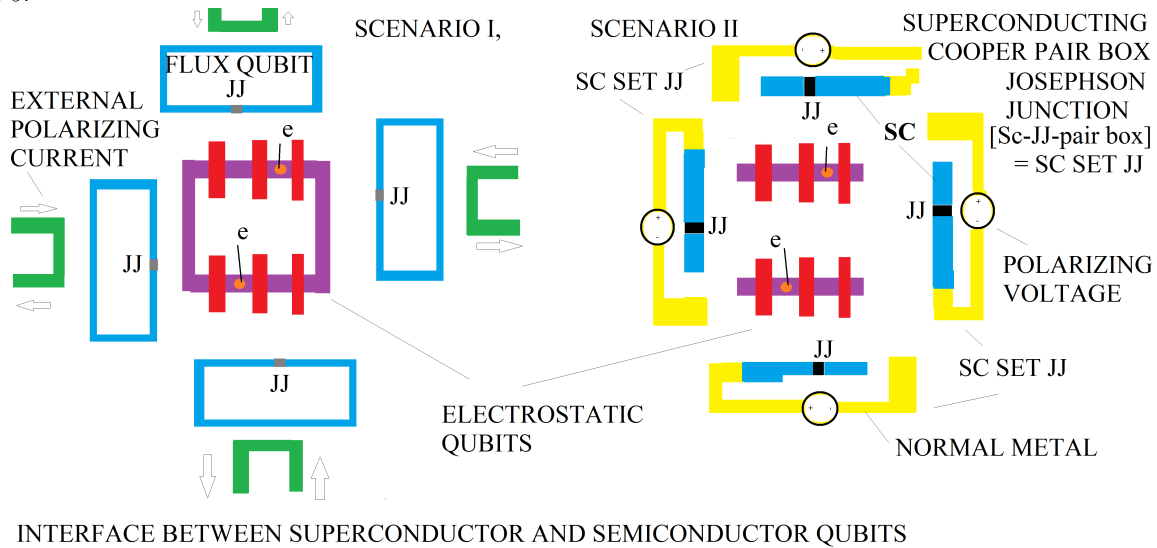 SCENARIO I,
SCENARIO II
SUPERCONDUCTING
COOPER PAIR BOX
JOSEPHSON
JUNCTION
[Sc-JJ-pair box]
= SC SET JJ
FLUX QUBIT
JJ
EXTERNAL
POLARIZING
CURRENT
e
JJ
JJ
e
JJ
SC SET JJ
- +
JJ
SC
e
+
-
JJ
e
JJ
+
-
POLARIZING
VOLTAGE
JJ
+ -
SC SET JJ
ELECTROSTATIC
QUBITS
NORMAL METAL
INTERFACE BETWEEN SUPERCONDUCTOR AND SEMICONDUCTOR QUBITS